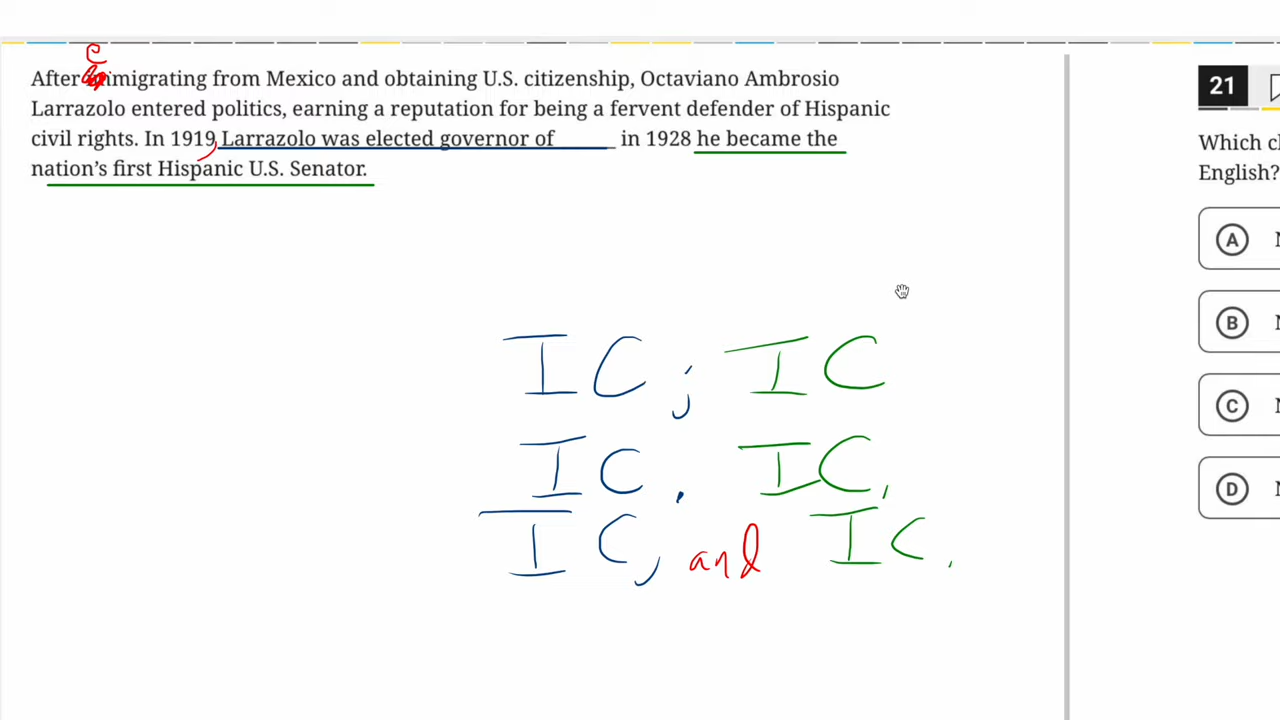 After immigrating from Mexico and obtaining U.S. citizenship, Octaviano Ambrosio
Larrazolo entered politics, earning a reputation for being a fervent defender of Hispanic
civil rights. In 1919, Larrazolo was elected governor of ______ in 1928 he became the
nation’s first Hispanic U.S. Senator.
IC; IC
IC. IC.
IC, and IC.
21
Which
English?
A
B
C
D